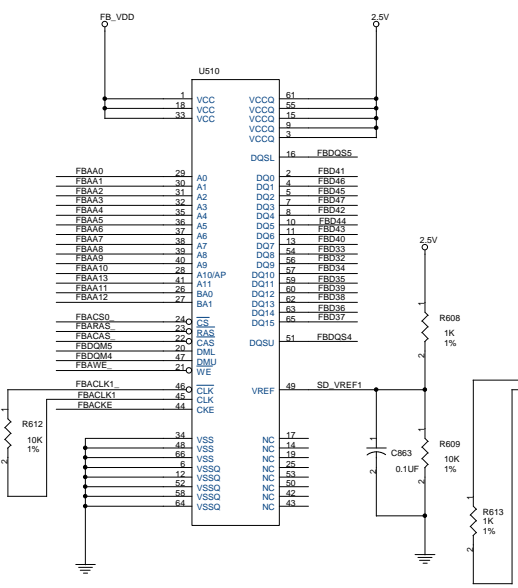 FB_VDD
2.5V
U510
1 VCC VCCQ 61
18 VCC VCCQ 55
33 VCC VCCQ 15
VCCQ 9
VCCQ 3
DQSL 16 FBDQS5
FBAA0 29 A0 DQ0 2 FBD41
FBAA1 30 A1 DQ1 4 FBD46
FBAA2 31 A2 DQ2 5 FBD45
FBAA3 32 A3 DQ3 7 FBD47
FBAA4 35 A4 DQ4 8 FBD42
FBAA5 36 A5 DQ5 10 FBD44
FBAA6 37 A6 DQ6 11 FBD43
FBAA7 38 A7 DQ7 13 FBD40
FBAA8 39 A8 DQ8 54 FBD33
FBAA9 40 A9 DQ9 56 FBD32
FBAA10 28 A10/AP DQ10 57 FBD34
FBAA13 41 A11 DQ11 59 FBD35
FBAA11 26 BA0 DQ12 60 FBD39
FBAA12 27 BA1 DQ13 62 FBD38
DQ14 63 FBD36
DQ15 65 FBD37
FBACS0_ 24 CS
FBARAS_ 23 RAS
FBACAS_ 22 CAS DQSU 51 FBDQS4
FBDQM5 20 DML
FBDQM4 47 DMU
FBAWE_ 21 WE
FBACLK1_ 46 CLK VREF 49 SD_VREF1
FBACLK1 45 CLK
FBACKE 44 CKE
34 VSS NC 17
48 VSS NC 14
66 VSS NC 19
6 VSSQ NC 25
12 VSSQ NC 53
52 VSSQ NC 50
58 VSSQ NC 42
64 VSSQ NC 43
1
R612
10K
1%
2
2.5V
1
R608
1K
1%
2
1
C863
0.1UF
2
1
R609
10K
1%
2
1
R613
1K
1%
2